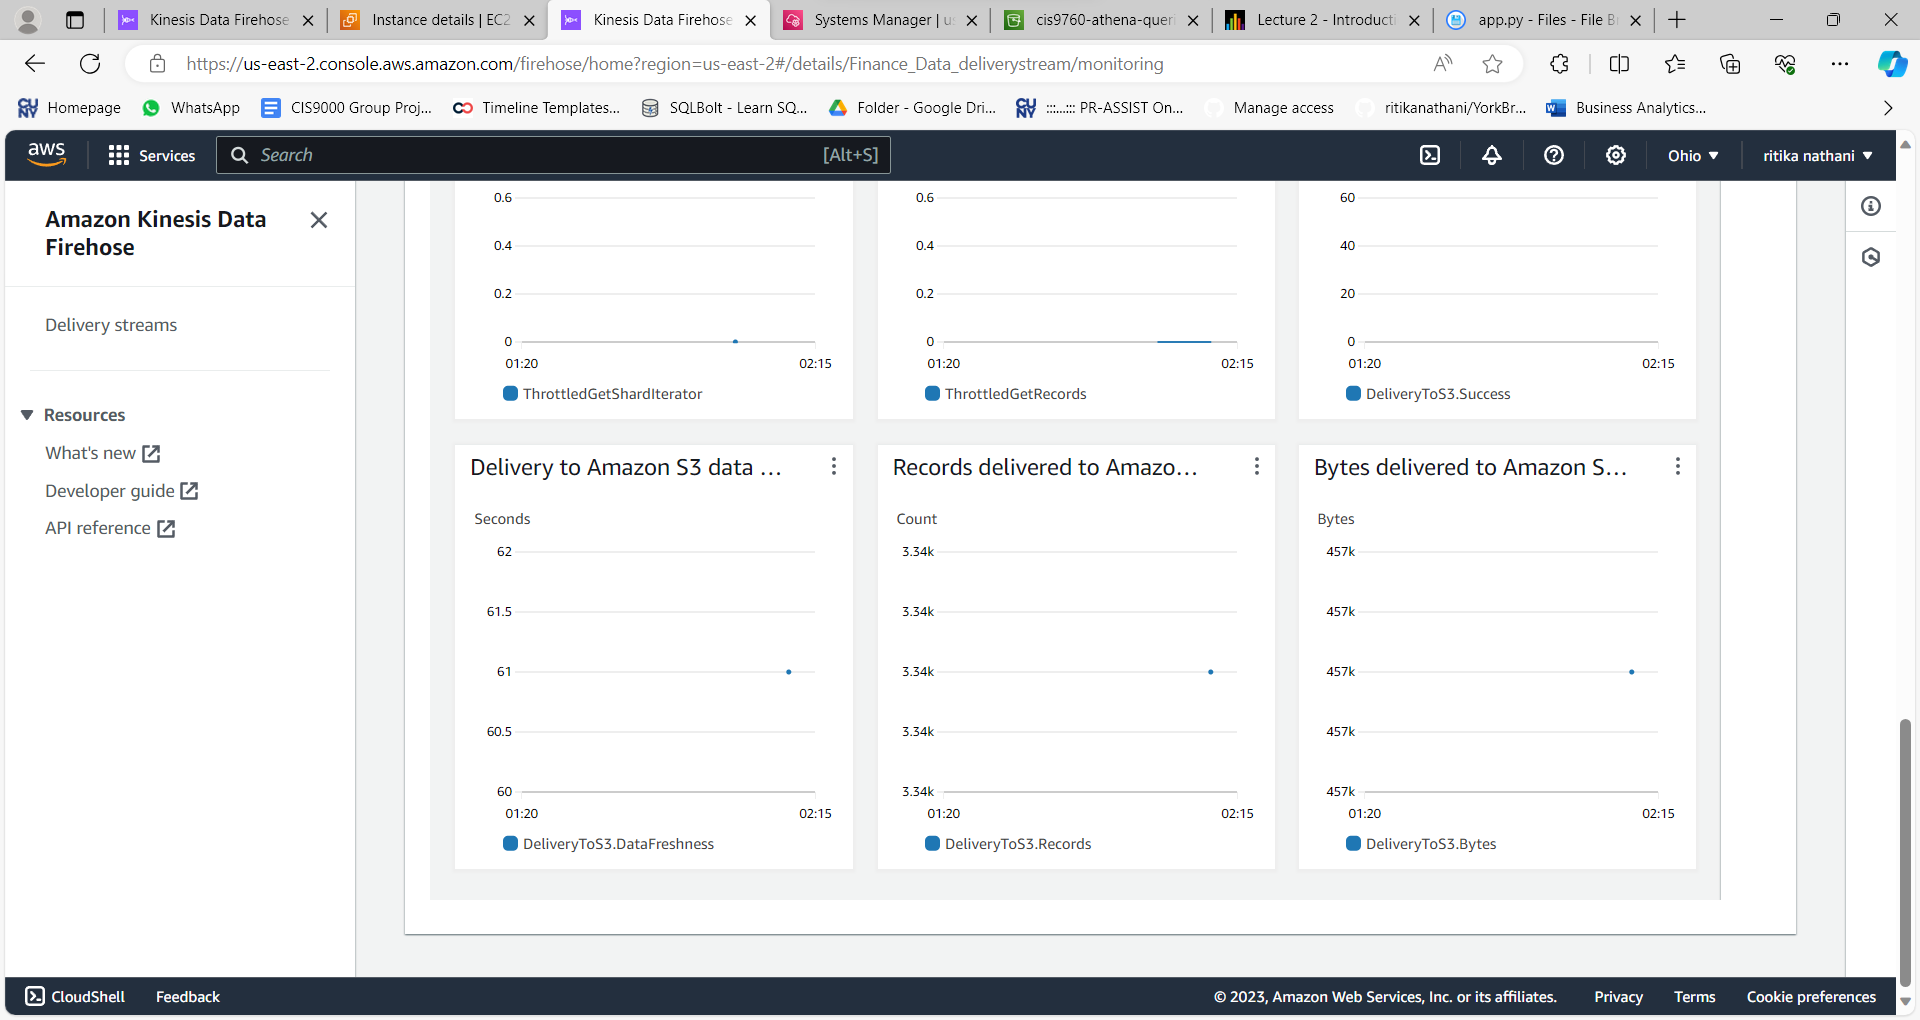 Kinesis Data Firehose
Instance details | EC2
Kinesis Data Firehose
Systems Manager | us
cis9760-athena-queri
Lecture 2 - Introducti
app.py - Files - File Br
https://us-east-2.console.aws.amazon.com/firehose/home?region=us-east-2#/details/Finance_Data_deliverystream/monitoring
Homepage
WhatsApp
CIS9000 Group Proj...
Timeline Templates...
SQLBolt - Learn SQ...
Folder - Google Dri...
:::...::: PR-ASSIST On...
Manage access
ritikanathani/YorkBr...
Business Analytics...
aws
Services
Search
[Alt+S]
Ohio
ritika nathani
Amazon Kinesis Data
Firehose
Delivery streams
Resources
What's new
Developer guide
API reference
0.6
0.4
0.2
0
01:20
02:15
ThrottledGetShardIterator
0.6
0.4
0.2
0
01:20
02:15
ThrottledGetRecords
60
40
20
0
01:20
02:15
DeliveryToS3.Success
Delivery to Amazon S3 data ...
Seconds
62
61.5
61
60.5
60
01:20
02:15
DeliveryToS3.DataFreshness
Records delivered to Amazo...
Count
3.34k
3.34k
3.34k
3.34k
3.34k
01:20
02:15
DeliveryToS3.Records
Bytes delivered to Amazon S...
Bytes
457k
457k
457k
457k
457k
01:20
02:15
DeliveryToS3.Bytes
CloudShell
Feedback
© 2023, Amazon Web Services, Inc. or its affiliates.
Privacy
Terms
Cookie preferences